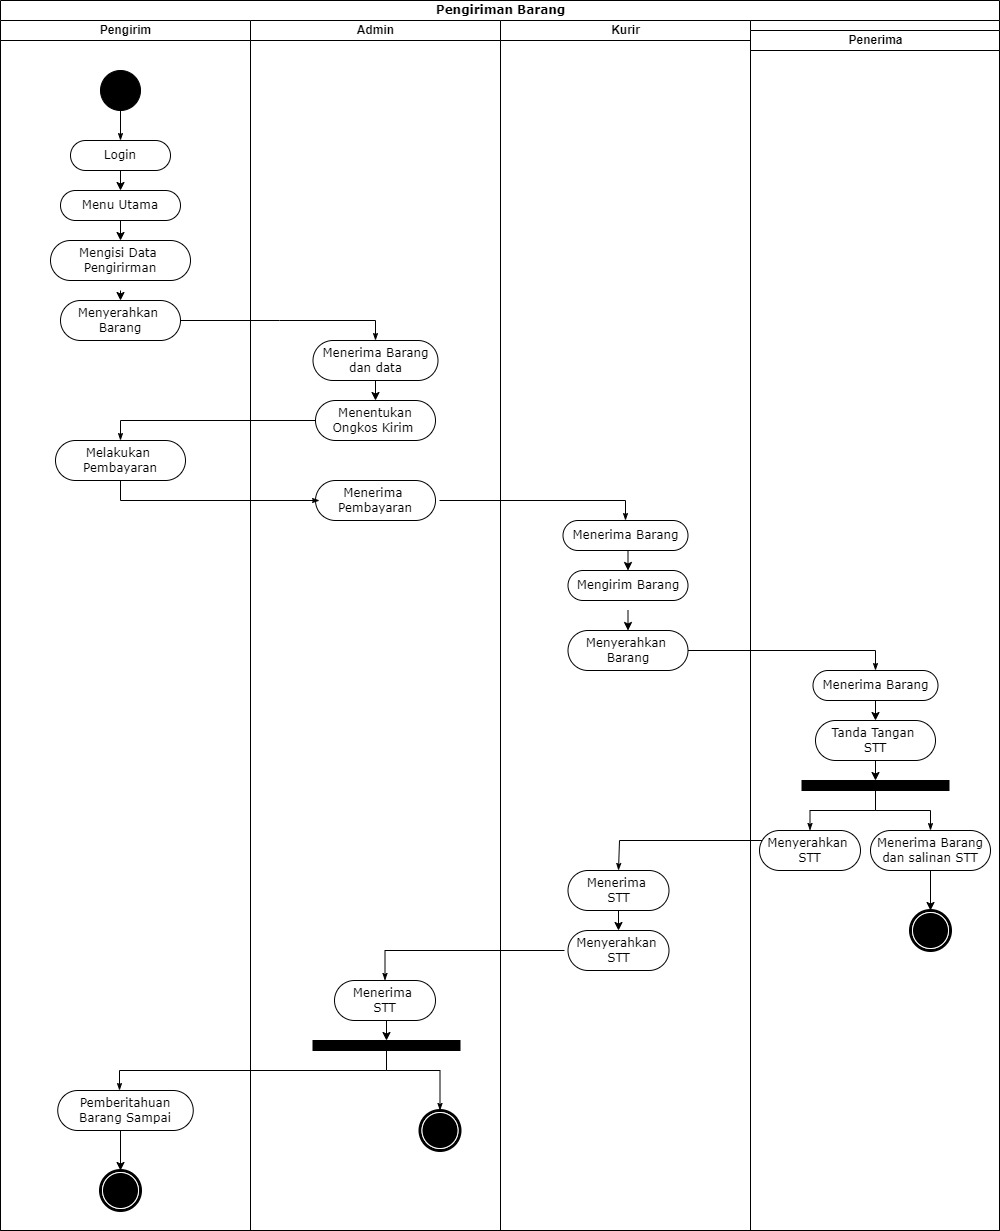 Pengiriman Barang
Pengirim
Admin
Kurir
Penerima
Login
Menu Utama
Mengisi Data
Pengirirman
Menyerahkan
Barang
Menerima Barang
dan data
Menentukan
Ongkos Kirim
Melakukan
Pembayaran
Menerima
Pembayaran
Menerima Barang
Mengirim Barang
Menyerahkan
Barang
Menerima Barang
Tanda Tangan
STT
Menyerahkan
STT
Menerima Barang
dan salinan STT
Menerima
STT
Menyerahkan
STT
Menerima
STT
Pemberitahuan
Barang Sampai